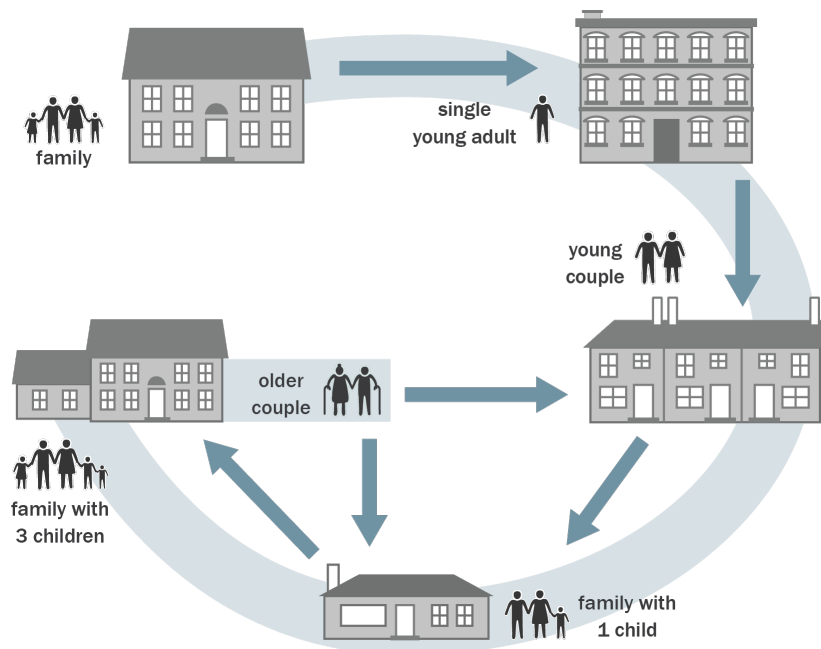 family
single
young adult
young
couple
older
couple
family with
3 children
family with
1 child